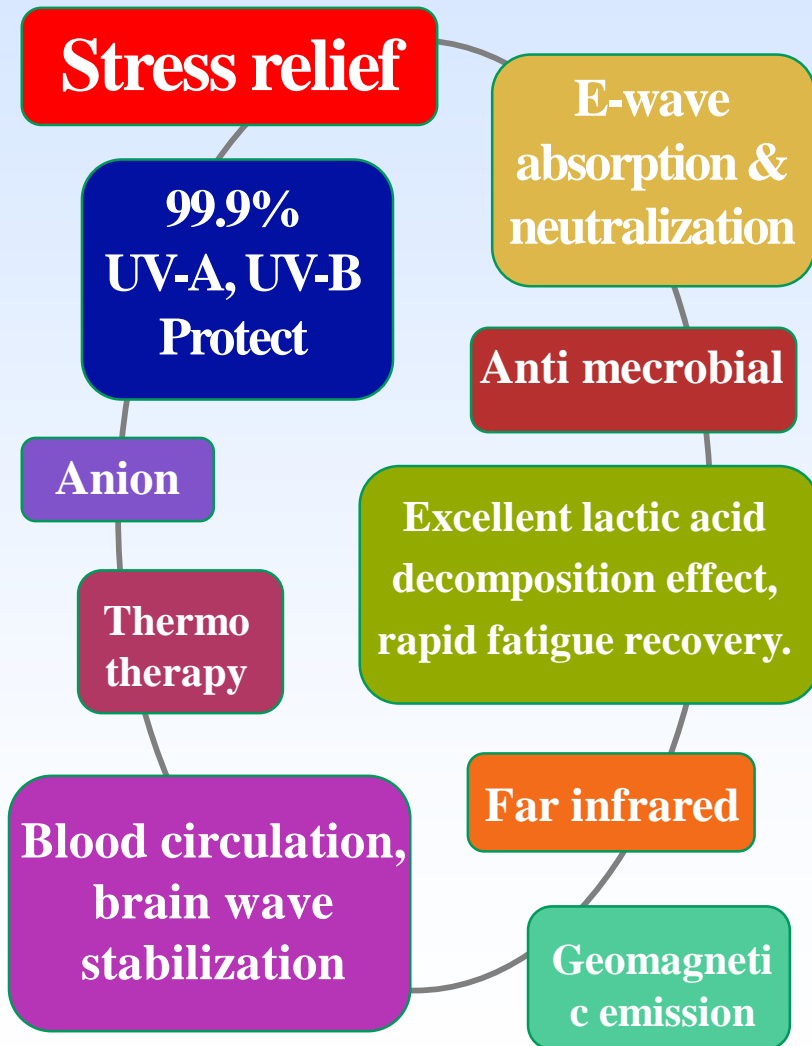 Stress relief
E-wave
absorption &
neutralization
99.9%
UV-A, UV-B
Protect
Anti mecrobial
Anion
Excellent lactic acid
decomposition effect,
rapid fatigue recovery.
Thermo
therapy
Far infrared
Blood circulation,
brain wave
stabilization
Geomagneti
c emission